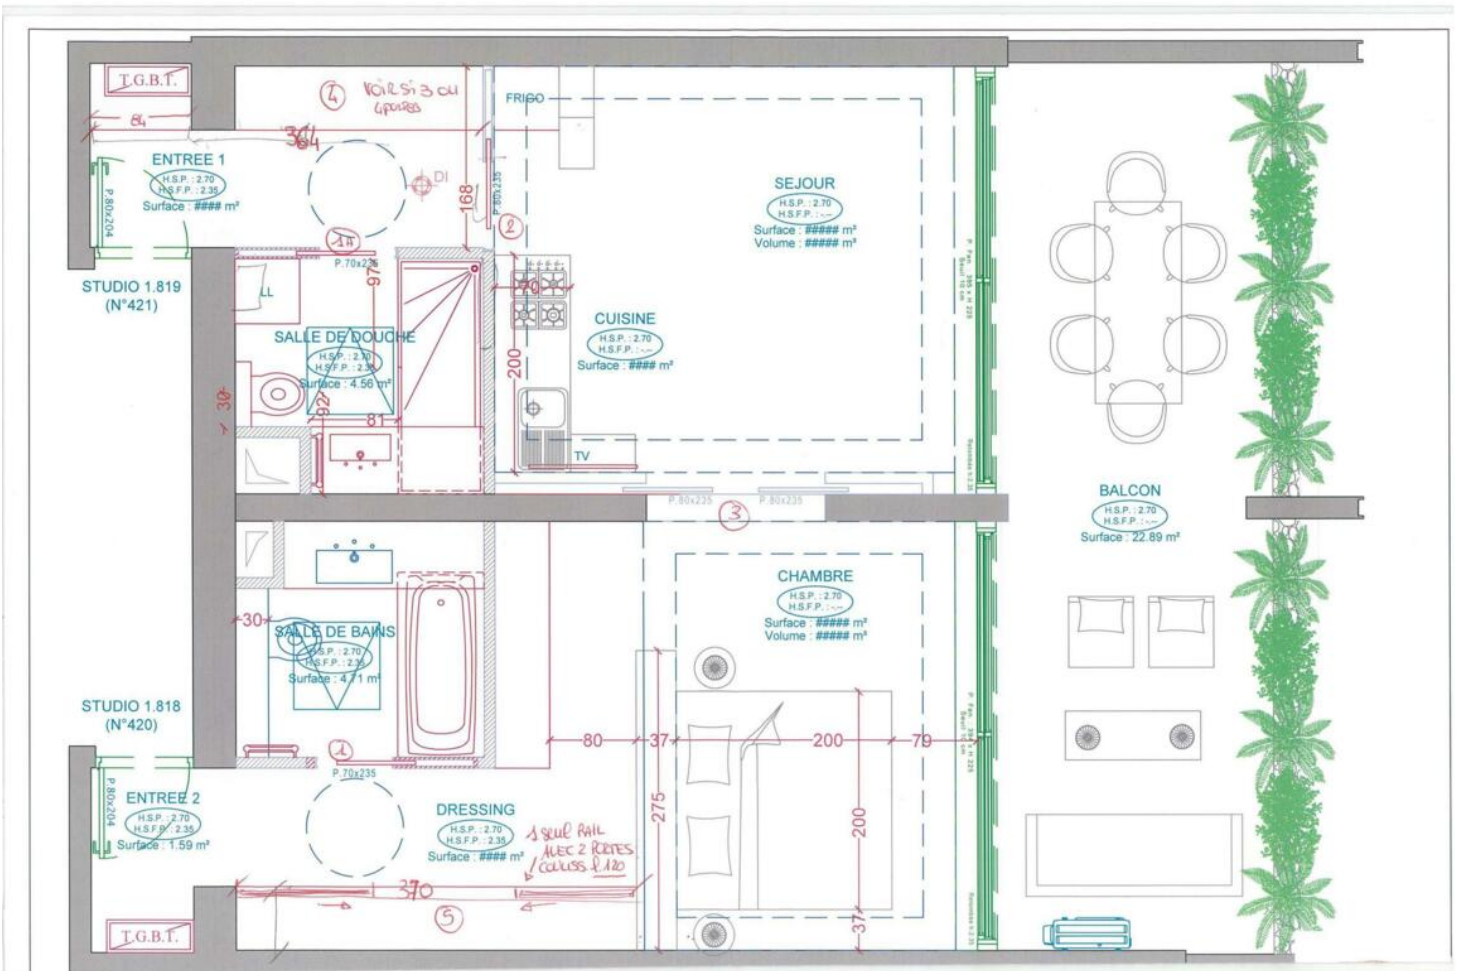 T.G.B.T.
84
364
4
VOIR Si 3 OU
4 portes
FRIGO
ENTREE 1
H.S.P. : 2.70
H.S.F.P. : 2.35
Surface : #### m²
P.80x204
DI
168
P.80x235
2
SEJOUR
H.S.P. : 2.70
H.S.F.P. : -.--
Surface : ##### m²
Volume : ##### m²
STUDIO 1.819
(N°421)
P.70x235
97
LL
SALLE DE DOUCHE
H.S.P. : 2.70
Surface : 4.56 m²
30
92
81
70
200
CUISINE
H.S.P. : 2.70
H.S.F.P. : -.--
Surface : #### m²
TV
P.80x235
P.80x235
3
BALCON
H.S.P. : 2.70
H.S.F.P. : -.--
Surface : 22.89 m²
CHAMBRE
H.S.P. : 2.70
H.S.F.P. : -.--
Surface : ##### m²
Volume : ##### m²
30
SALLE DE BAINS
H.S.P. : 2.70
H.S.F.P. : 2.35
Surface : 4.71 m²
STUDIO 1.818
(N°420)
1
P.70x235
80
37
200
79
275
200
37
P.80x204
ENTREE 2
H.S.P. : 2.70
H.S.F.P. : 2.35
Surface : 1.59 m²
DRESSING
H.S.P. : 2.70
H.S.F.P. : 2.35
Surface : #### m²
1 SEUL RAIL
AVEC 2 PORTES
COULISS. P. 120
370
5
T.G.B.T.